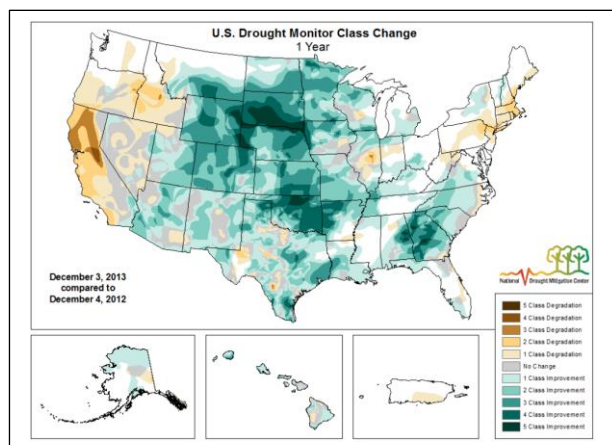 U.S. Drought Monitor Class Change
1 Year
December 3, 2013
compared to
December 4, 2012
National Drought Mitigation Center
5 Class Degradation
4 Class Degradation
3 Class Degradation
2 Class Degradation
1 Class Degradation
No Change
1 Class Improvement
2 Class Improvement
3 Class Improvement
4 Class Improvement
5 Class Improvement